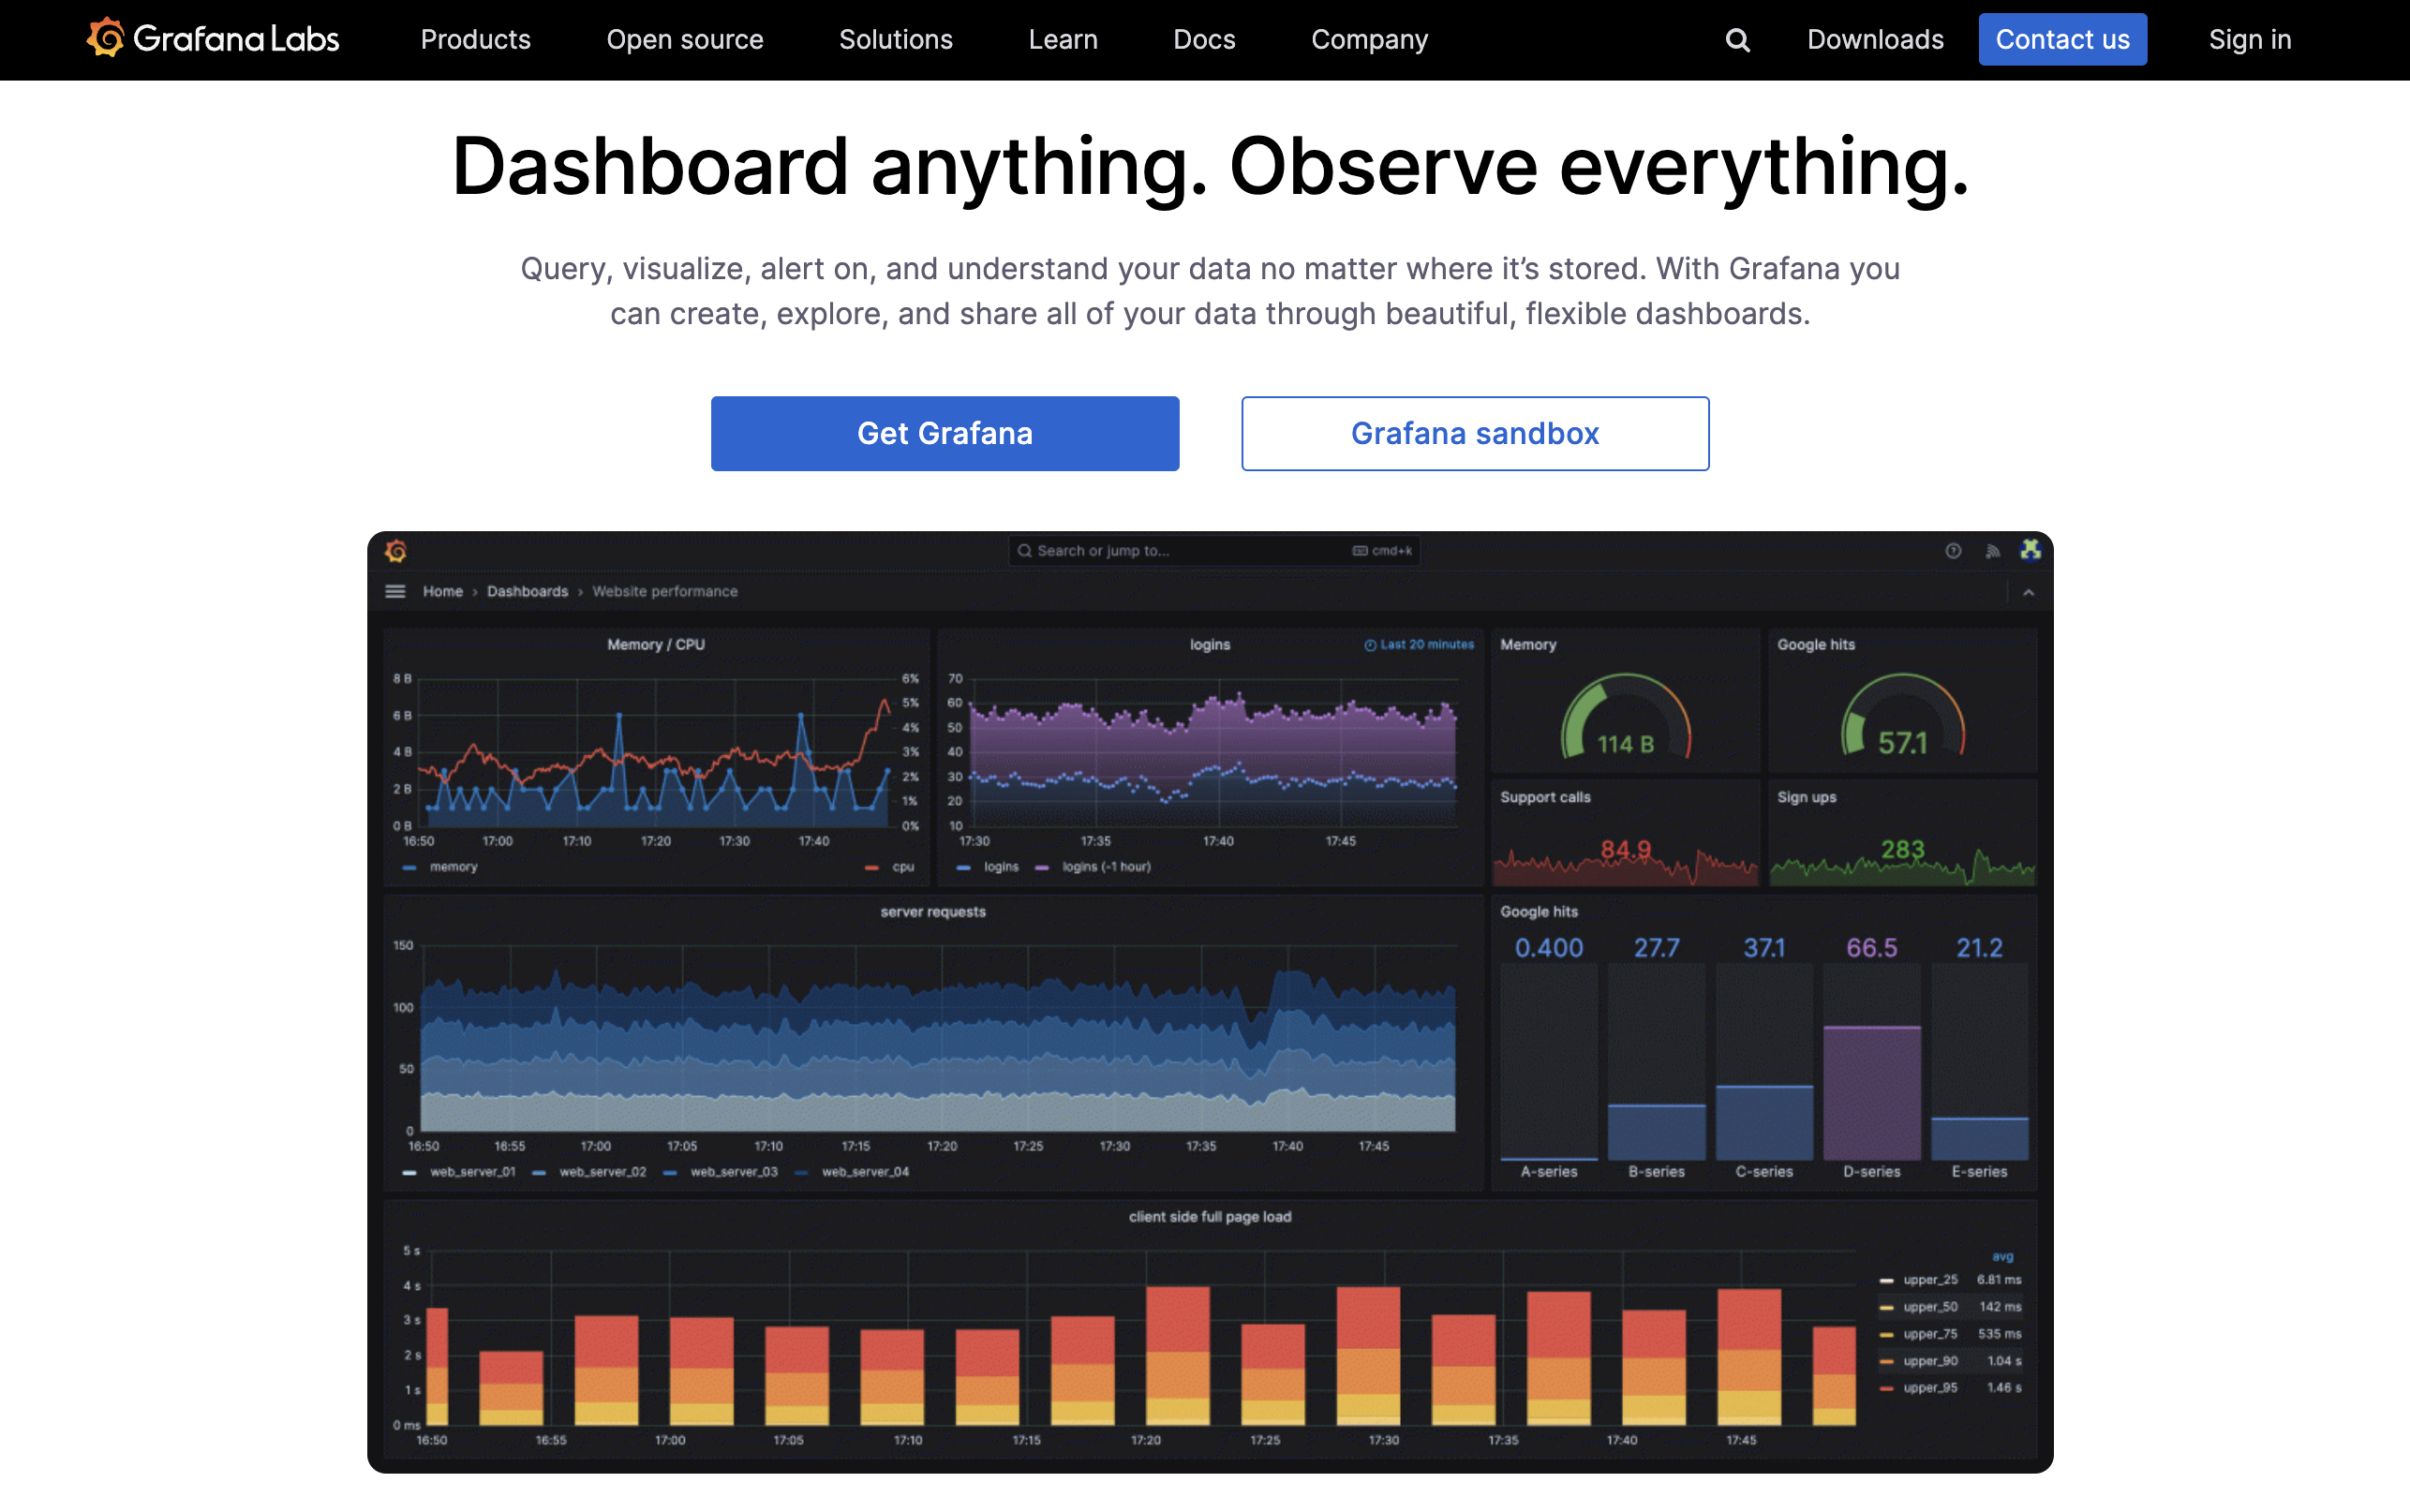 Grafana Labs Products Open source Solutions Learn Docs Company Downloads Contact us Sign in
Dashboard anything. Observe everything.
Query, visualize, alert on, and understand your data no matter where it’s stored. With Grafana you
can create, explore, and share all of your data through beautiful, flexible dashboards.
Get Grafana Grafana sandbox
Search or jump to... cmd+k
Home › Dashboards › Website performance
Memory / CPU
8 B
6 B
4 B
2 B
0 B
6%
5%
4%
3%
2%
1%
0%
16:50 17:00 17:10 17:20 17:30 17:40
memory cpu
logins Last 20 minutes
70
60
50
40
30
20
10
17:30 17:35 17:40 17:45
logins logins (-1 hour)
Memory
114 B
Google hits
57.1
Support calls
84.9
Sign ups
283
server requests
150
100
50
0
16:50 16:55 17:00 17:05 17:10 17:15 17:20 17:25 17:30 17:35 17:40 17:45
web_server_01 web_server_02 web_server_03 web_server_04
Google hits
0.400 27.7 37.1 66.5 21.2
A-series B-series C-series D-series E-series
client side full page load
5 s
4 s
3 s
2 s
1 s
0 ms
16:50 16:55 17:00 17:05 17:10 17:15 17:20 17:25 17:30 17:35 17:40 17:45
avg
upper_25 6.81 ms
upper_50 142 ms
upper_75 535 ms
upper_90 1.04 s
upper_95 1.46 s